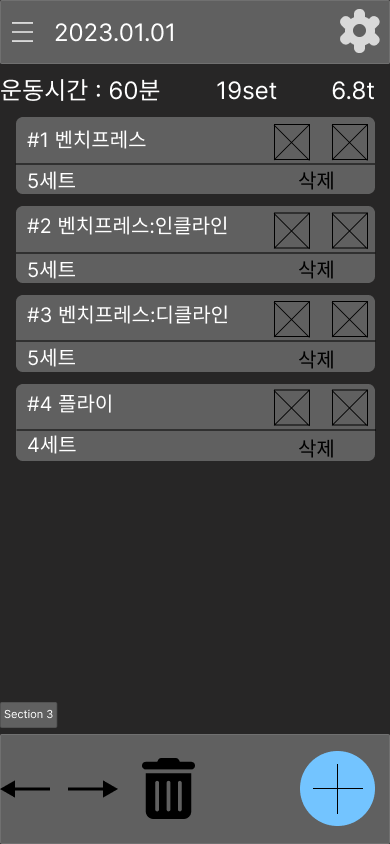 2023.01.01
운동시간 : 60분 19set 6.8t
#1 벤치프레스
5세트 삭제
#2 벤치프레스:인클라인
5세트 삭제
#3 벤치프레스:디클라인
5세트 삭제
#4 플라이
4세트 삭제
Section 3